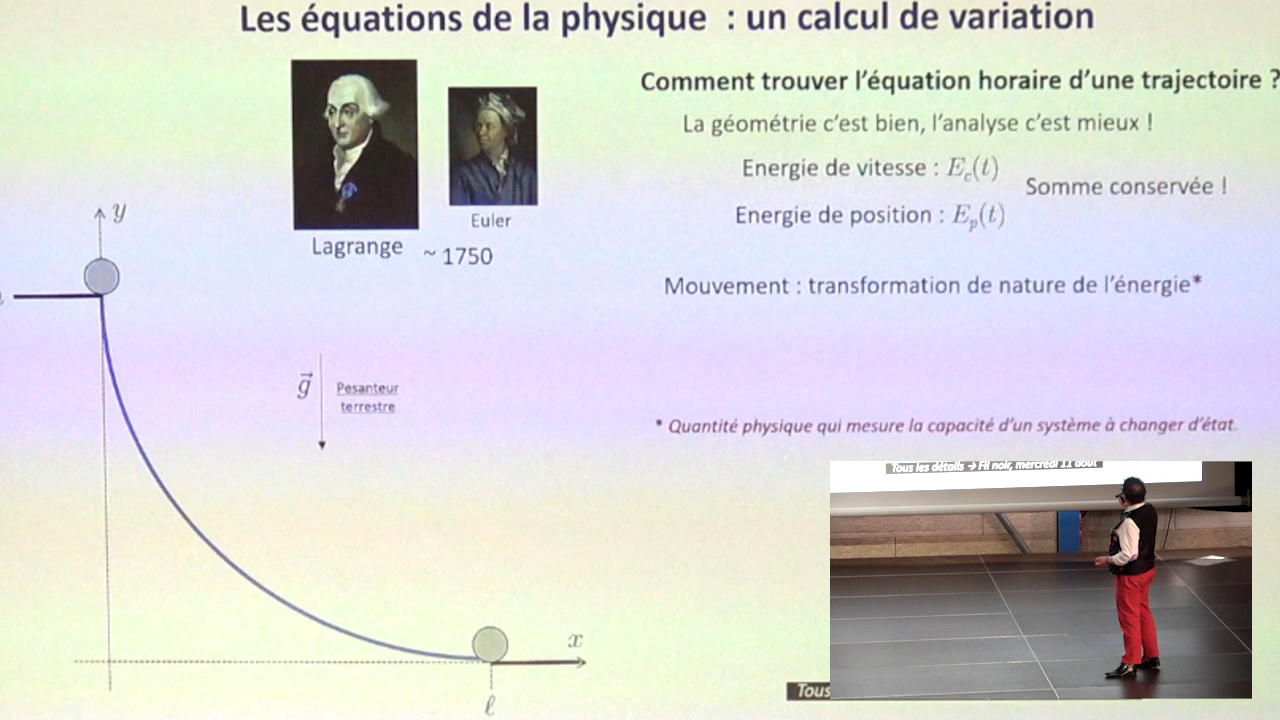 Les équations de la physique : un calcul de variation
Comment trouver l'équation horaire d'une trajectoire ?
La géométrie c'est bien, l'analyse c'est mieux !
Energie de vitesse : E_c(t)
Somme conservée !
Energie de position : E_p(t)
Euler
Lagrange
~ 1750
y
Mouvement : transformation de nature de l'énergie*
g⃗
Pesanteur
terrestre
* Quantité physique qui mesure la capacité d'un système à changer d'état.
Tous les détails → Fil noir, mercredi 11 août
x
ℓ
Tous